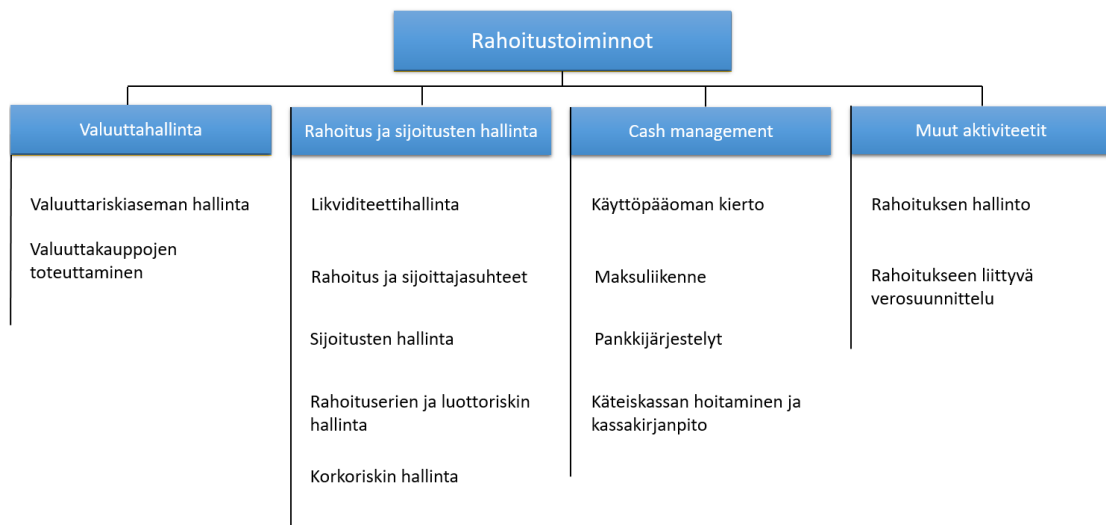 Rahoitustoiminnot
Valuuttahallinta
Valuuttariskiaseman hallinta
Valuuttakauppojen
toteuttaminen
Rahoitus ja sijoitusten hallinta
Likviditeettihallinta
Rahoitus ja sijoittajasuhteet
Sijoitusten hallinta
Rahoituserien ja luottoriskin
hallinta
Korkoriskin hallinta
Cash management
Käyttöpääoman kierto
Maksuliikenne
Pankkijärjestelyt
Käteiskassan hoitaminen ja
kassakirjanpito
Muut aktiviteetit
Rahoituksen hallinto
Rahoitukseen liittyvä
verosuunnittelu